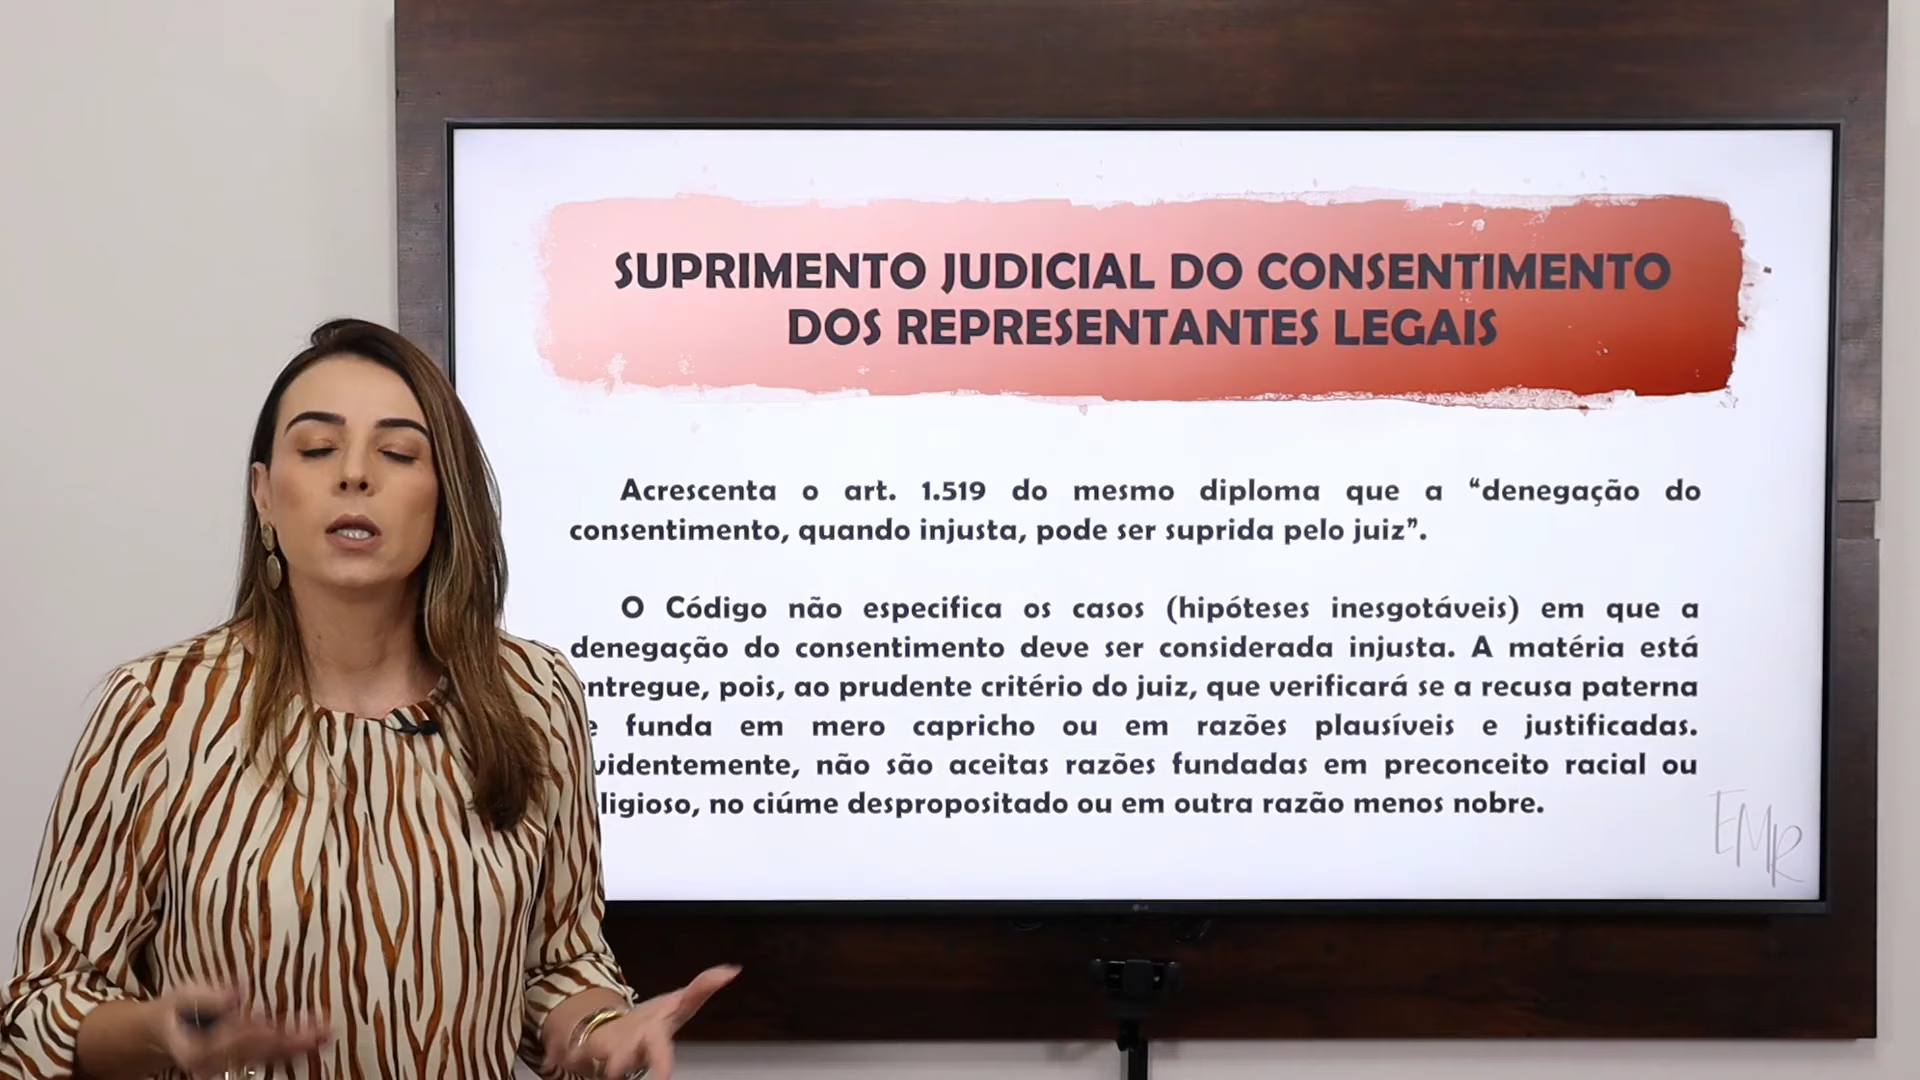 SUPRIMENTO JUDICIAL DO CONSENTIMENTO
DOS REPRESENTANTES LEGAIS
Acrescenta o art. 1.519 do mesmo diploma que a “denegação do
consentimento, quando injusta, pode ser suprida pelo juiz”.
O Código não especifica os casos (hipóteses inesgotáveis) em que a
denegação do consentimento deve ser considerada injusta. A matéria está
ntregue, pois, ao prudente critério do juiz, que verificará se a recusa paterna
e funda em mero capricho ou em razões plausíveis e justificadas.
videntemente, não são aceitas razões fundadas em preconceito racial ou
ligioso, no ciúme despropositado ou em outra razão menos nobre.
EMR
LG